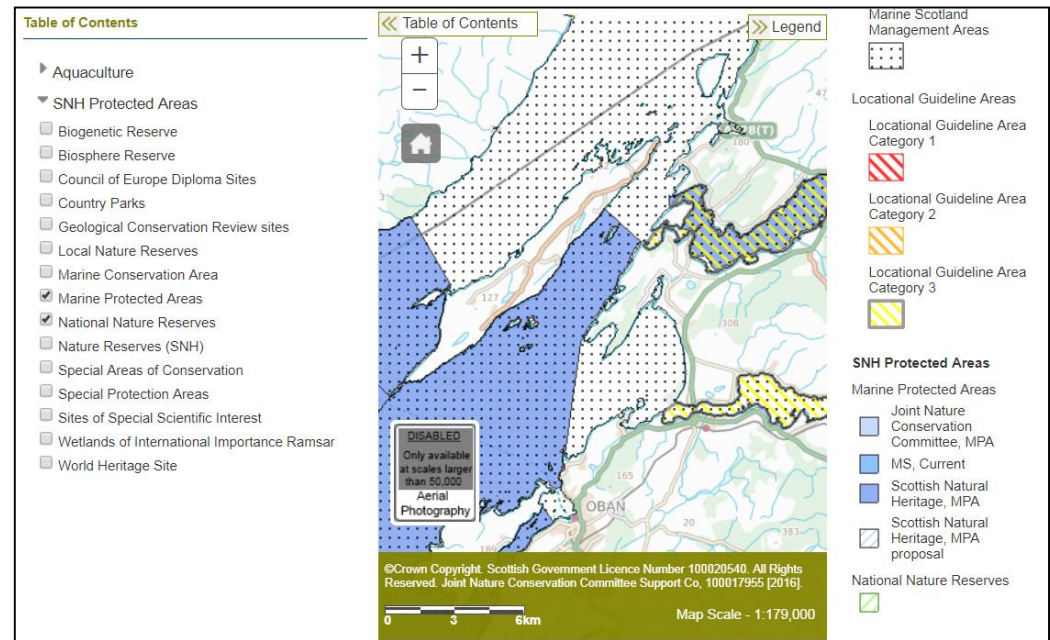 Table of Contents
Aquaculture
SNH Protected Areas
Biogenetic Reserve
Biosphere Reserve
Council of Europe Diploma Sites
Country Parks
Geological Conservation Review sites
Local Nature Reserves
Marine Conservation Area
Marine Protected Areas
National Nature Reserves
Nature Reserves (SNH)
Special Areas of Conservation
Special Protection Areas
Sites of Special Scientific Interest
Wetlands of International Importance Ramsar
World Heritage Site
Table of Contents
Legend
+
−
47
8(T)
180
127
308
165
OBAN
20
383
189
DISABLED
Only available
at scales larger
than 50,000
Aerial
Photography
©Crown Copyright. Scottish Government Licence Number 100020540. All Rights
Reserved. Joint Nature Conservation Committee Support Co, 100017955 [2016].
0 3 6km
Map Scale - 1:179,000
Marine Scotland
Management Areas
Locational Guideline Areas
Locational Guideline Area
Category 1
Locational Guideline Area
Category 2
Locational Guideline Area
Category 3
SNH Protected Areas
Marine Protected Areas
Joint Nature
Conservation
Committee, MPA
MS, Current
Scottish Natural
Heritage, MPA
Scottish Natural
Heritage, MPA
proposal
National Nature Reserves